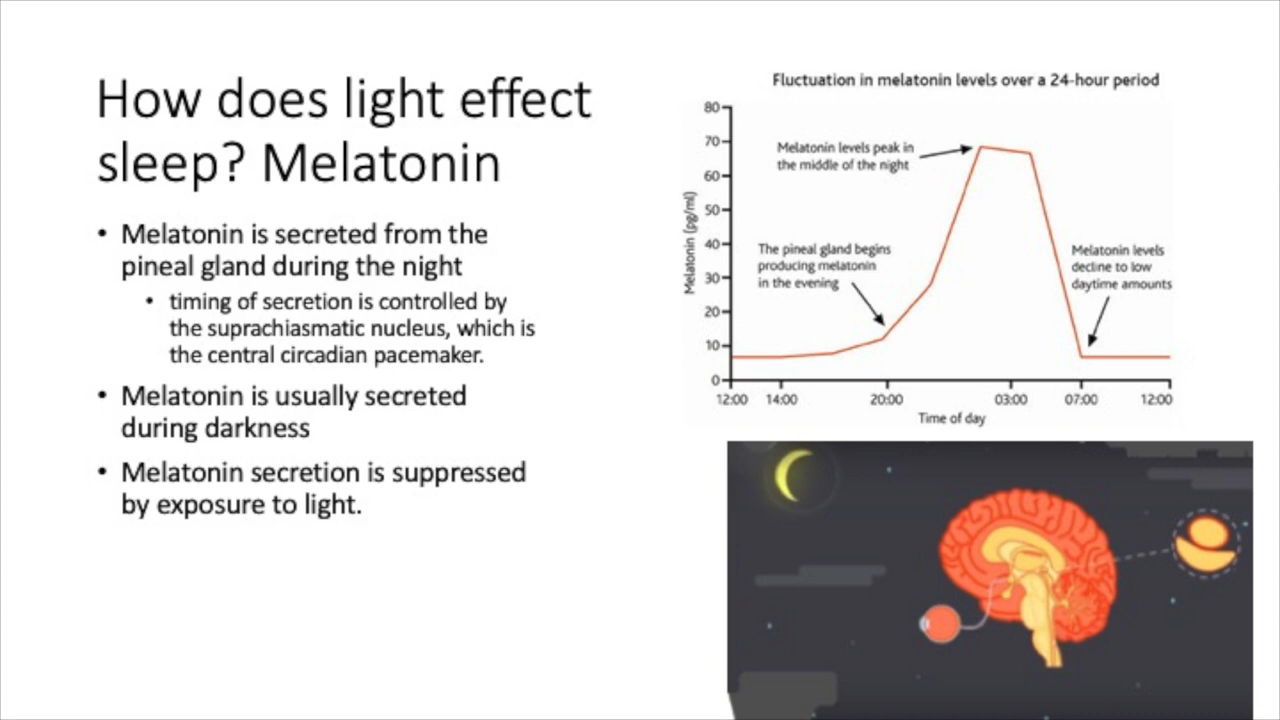 How does light effect
sleep? Melatonin
• Melatonin is secreted from the
pineal gland during the night
• timing of secretion is controlled by
the suprachiasmatic nucleus, which is
the central circadian pacemaker.
• Melatonin is usually secreted
during darkness
• Melatonin secretion is suppressed
by exposure to light.
Fluctuation in melatonin levels over a 24-hour period
80
70
60
50
40
30
20
10
0
Melatonin (pg/ml)
Melatonin levels peak in
the middle of the night
The pineal gland begins
producing melatonin
in the evening
Melatonin levels
decline to low
daytime amounts
12:00 14:00 20:00 03:00 07:00 12:00
Time of day